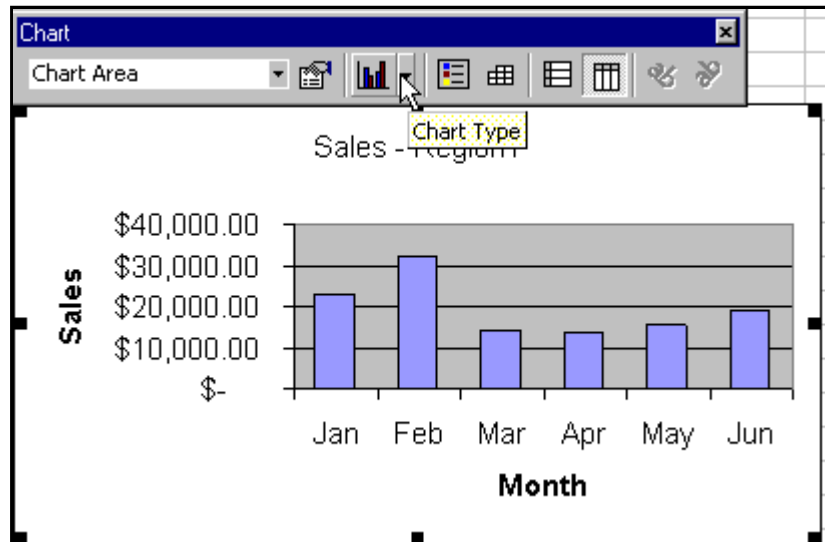 Chart
Chart Area
Chart Type
Sales -
$40,000.00
$30,000.00
$20,000.00
$10,000.00
$-
Sales
Jan Feb Mar Apr May Jun
Month